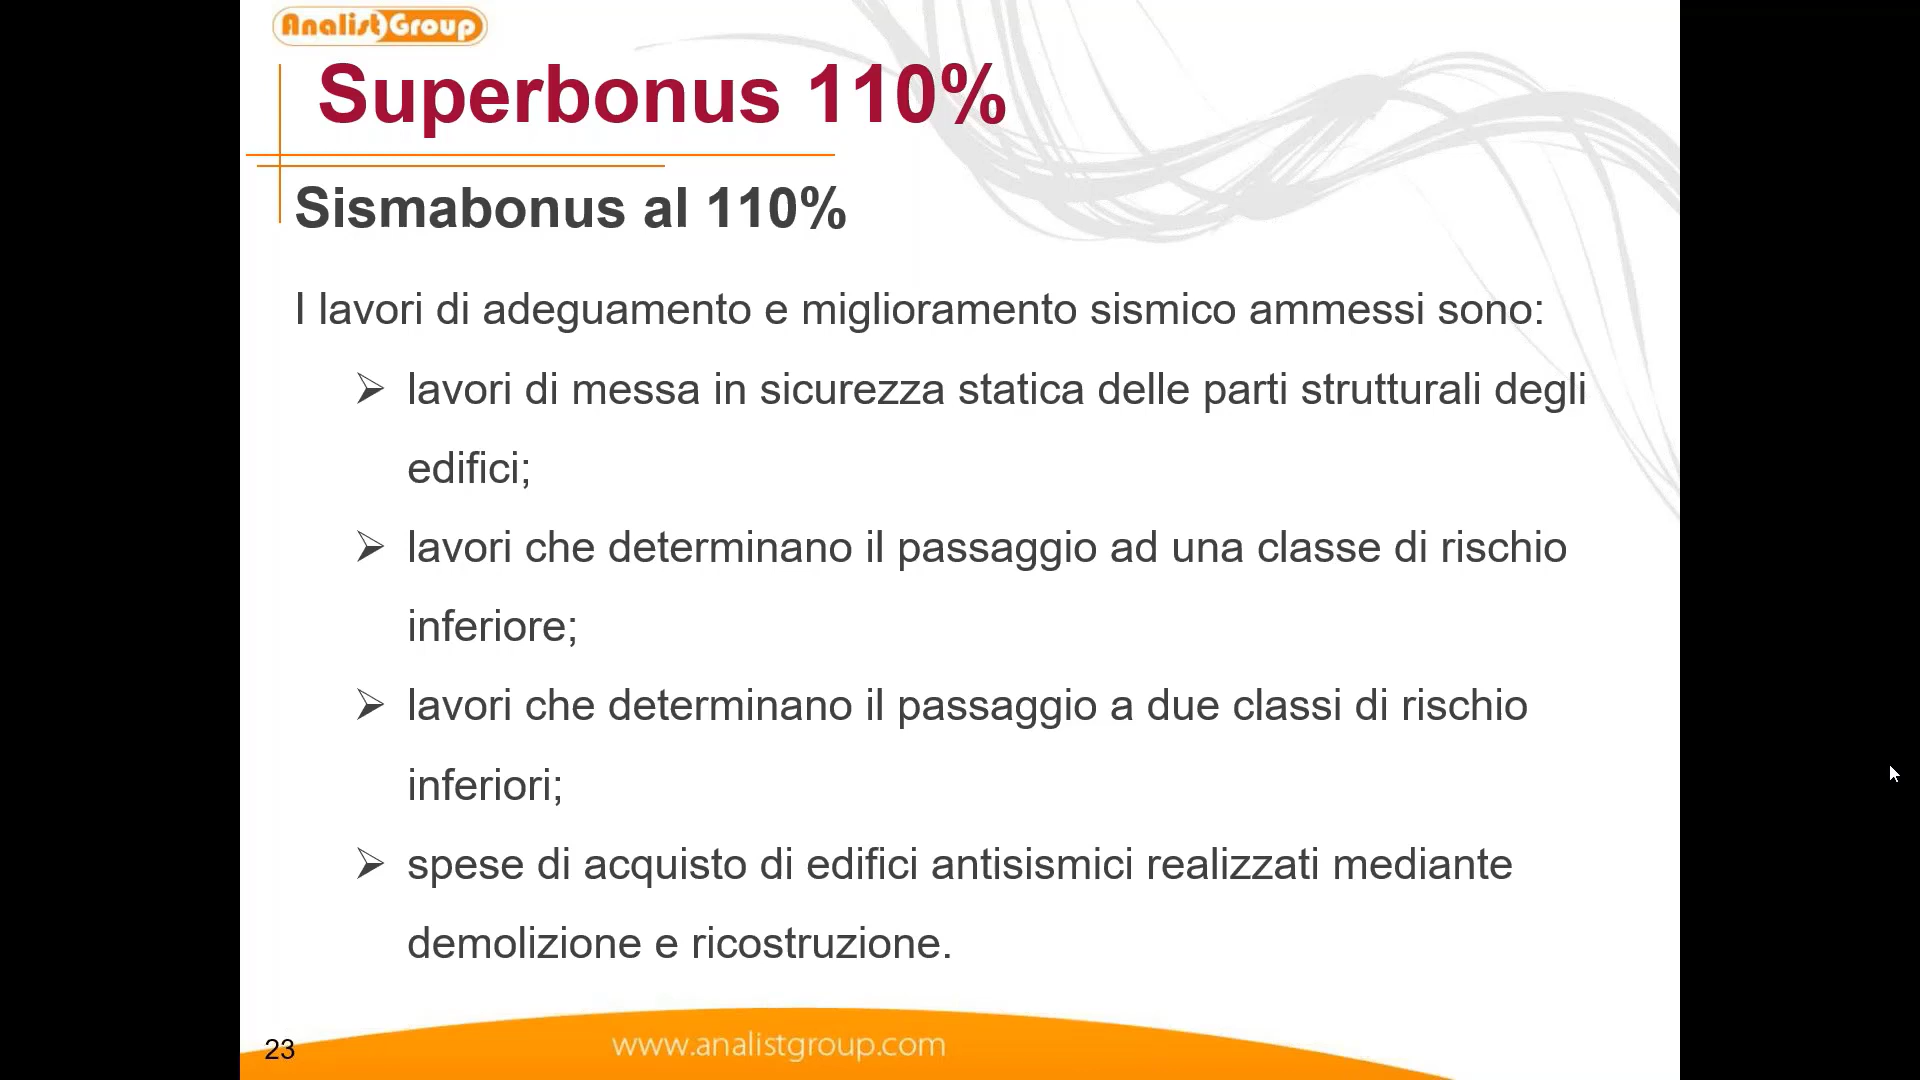 AnalistGroup
Superbonus 110%
Sismabonus al 110%
I lavori di adeguamento e miglioramento sismico ammessi sono:
➢ lavori di messa in sicurezza statica delle parti strutturali degli
edifici;
➢ lavori che determinano il passaggio ad una classe di rischio
inferiore;
➢ lavori che determinano il passaggio a due classi di rischio
inferiori;
➢ spese di acquisto di edifici antisismici realizzati mediante
demolizione e ricostruzione.
23
www.analistgroup.com